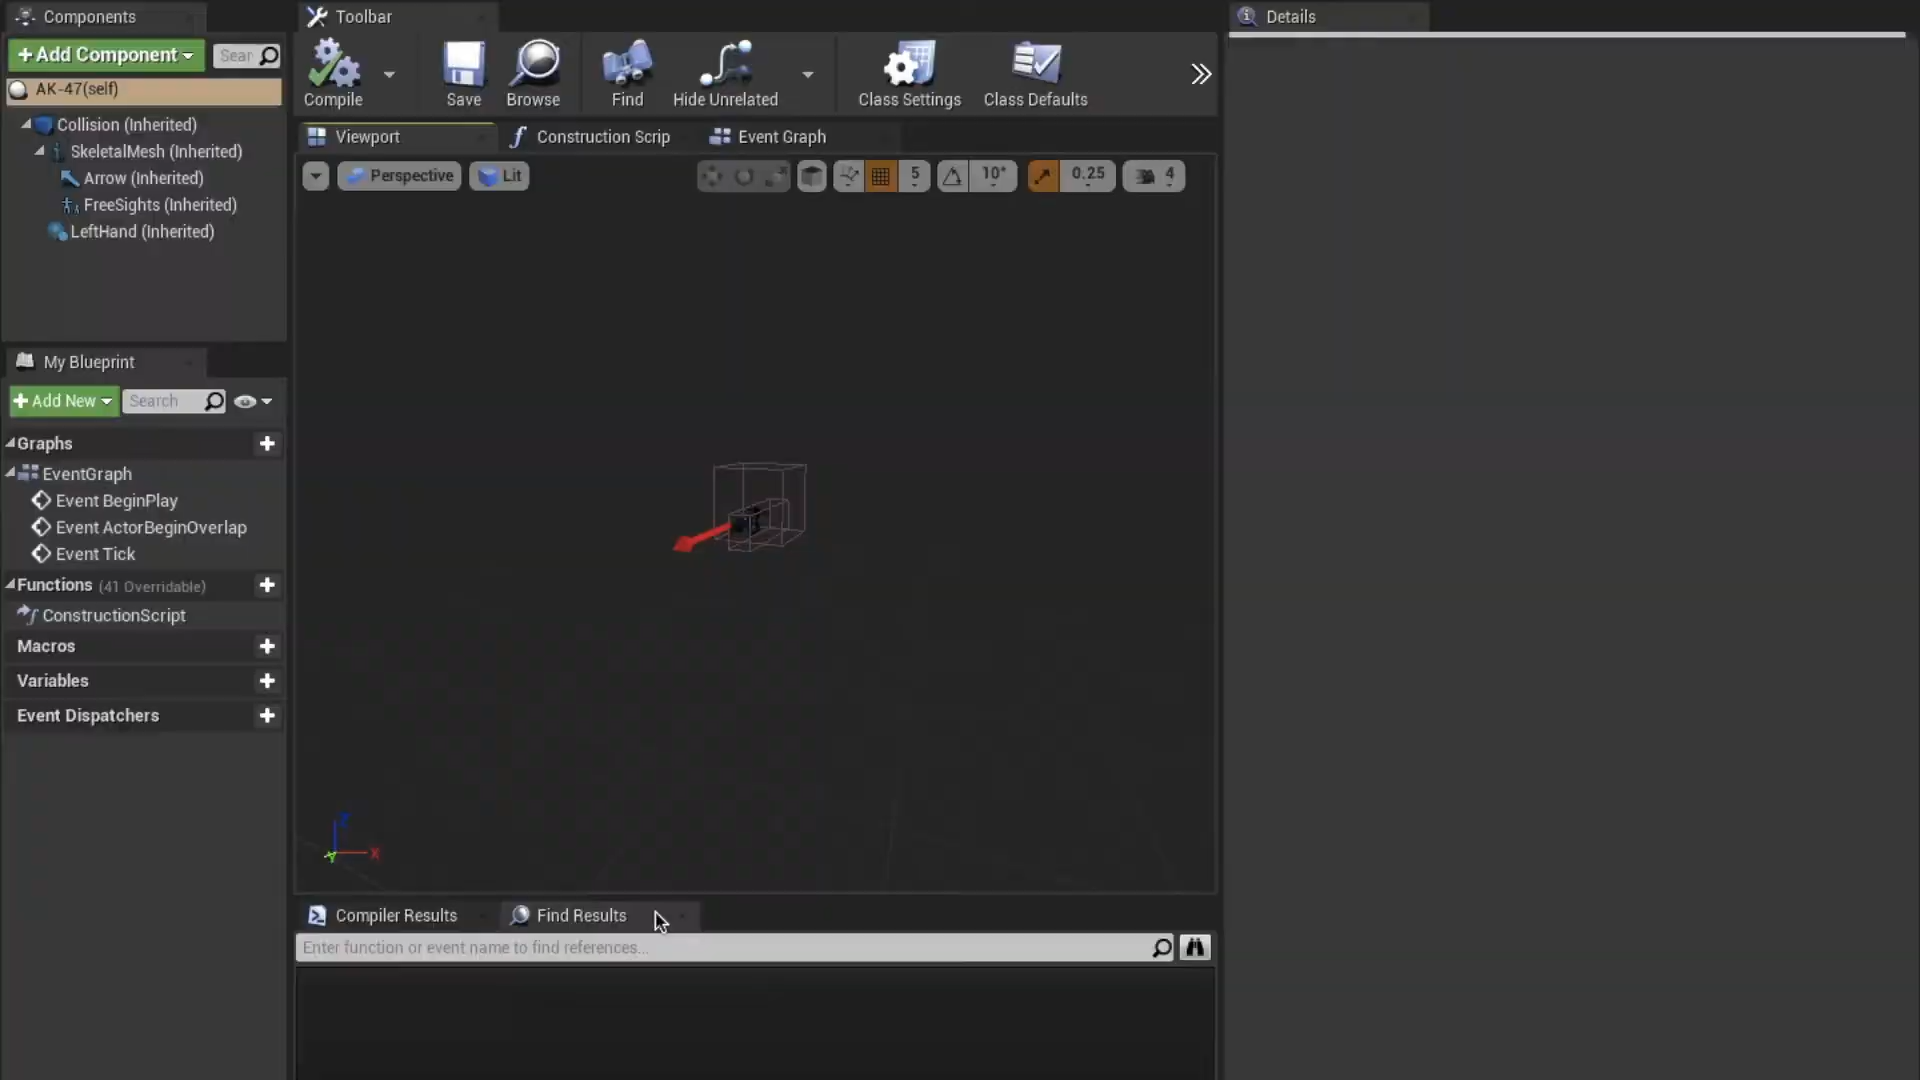 Components
Add Component
Sear
AK-47(self)
Collision (Inherited)
SkeletalMesh (Inherited)
Arrow (Inherited)
FreeSights (Inherited)
LeftHand (Inherited)
My Blueprint
Add New
Search
Graphs
EventGraph
Event BeginPlay
Event ActorBeginOverlap
Event Tick
Functions (41 Overridable)
ConstructionScript
Macros
Variables
Event Dispatchers
Toolbar
Compile
Save
Browse
Find
Hide Unrelated
Class Settings
Class Defaults
Viewport
Construction Scrip
Event Graph
Perspective
Lit
5
10°
0.25
4
Z
X
Y
Compiler Results
Find Results
Enter function or event name to find references...
Details